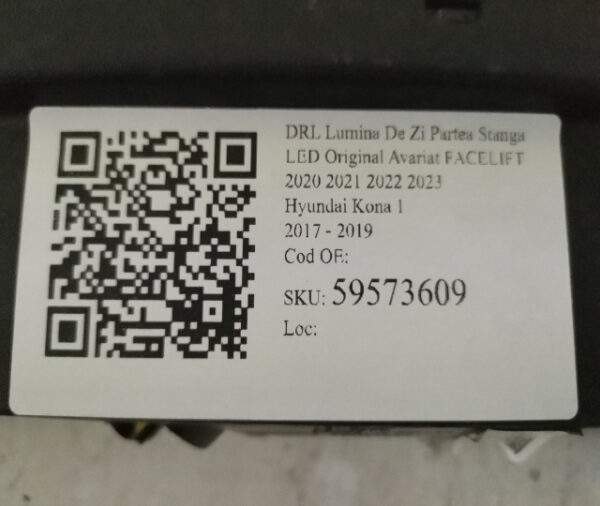 DRL Lumina De Zi Partea Stanga
LED Original Avariat FACELIFT
2020 2021 2022 2023
Hyundai Kona 1
2017 - 2019
Cod OE:
SKU: 59573609
Loc: